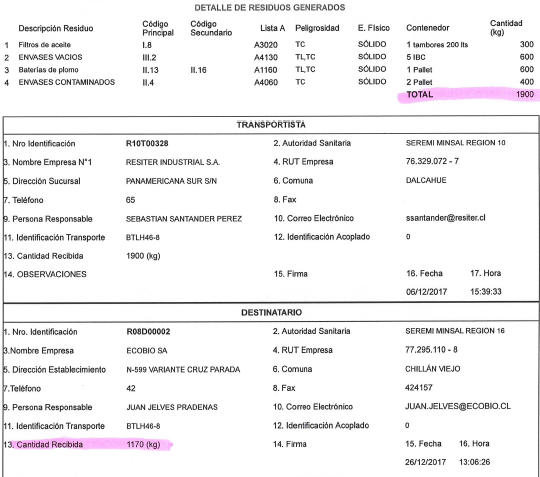 DETALLE DE RESIDUOS GENERADOS
Descripción Residuo Código Principal Código Secundario Lista A Peligrosidad E. Físico Contenedor Cantidad (kg)
1 Filtros de aceite I.8 A3020 TC SÓLIDO 1 tambores 200 lts 300
2 ENVASES VACIOS III.2 A4130 TL,TC SÓLIDO 5 IBC 600
3 Baterias de plomo II.13 II.16 A1160 TL,TC SÓLIDO 1 Pallet 600
4 ENVASES CONTAMINADOS II.4 A4060 TC SÓLIDO 2 Pallet 400
TOTAL 1900
TRANSPORTISTA
1. Nro Identificación R10T00328 2. Autoridad Sanitaria SEREMI MINSAL REGION 10
3. Nombre Empresa N°1 RESITER INDUSTRIAL S.A. 4. RUT Empresa 76.329.072 - 7
5. Dirección Sucursal PANAMERICANA SUR S/N 6. Comuna DALCAHUE
7. Teléfono 65 8. Fax
9. Persona Responsable SEBASTIAN SANTANDER PEREZ 10. Correo Electrónico ssantander@resiter.cl
11. Identificación Transporte BTLH46-8 12. Identificación Acoplado 0
13. Cantidad Recibida 1900 (kg)
14. OBSERVACIONES 15. Firma 16. Fecha 17. Hora
06/12/2017 15:39:33
DESTINATARIO
1. Nro. Identificación R08D00002 2. Autoridad Sanitaria SEREMI MINSAL REGION 16
3.Nombre Empresa ECOBIO SA 4. RUT Empresa 77.295.110 - 8
5. Dirección Establecimiento N-599 VARIANTE CRUZ PARADA 6. Comuna CHILLÁN VIEJO
7.Teléfono 42 8. Fax 424157
9. Persona Responsable JUAN JELVES PRADENAS 10. Correo Electrónico JUAN.JELVES@ECOBIO.CL
11. Identificación Transporte BTLH46-8 12. Identificación Acoplado 0
13. Cantidad Recibida 1170 (kg) 14. Firma 15. Fecha 16. Hora
26/12/2017 13:06:26